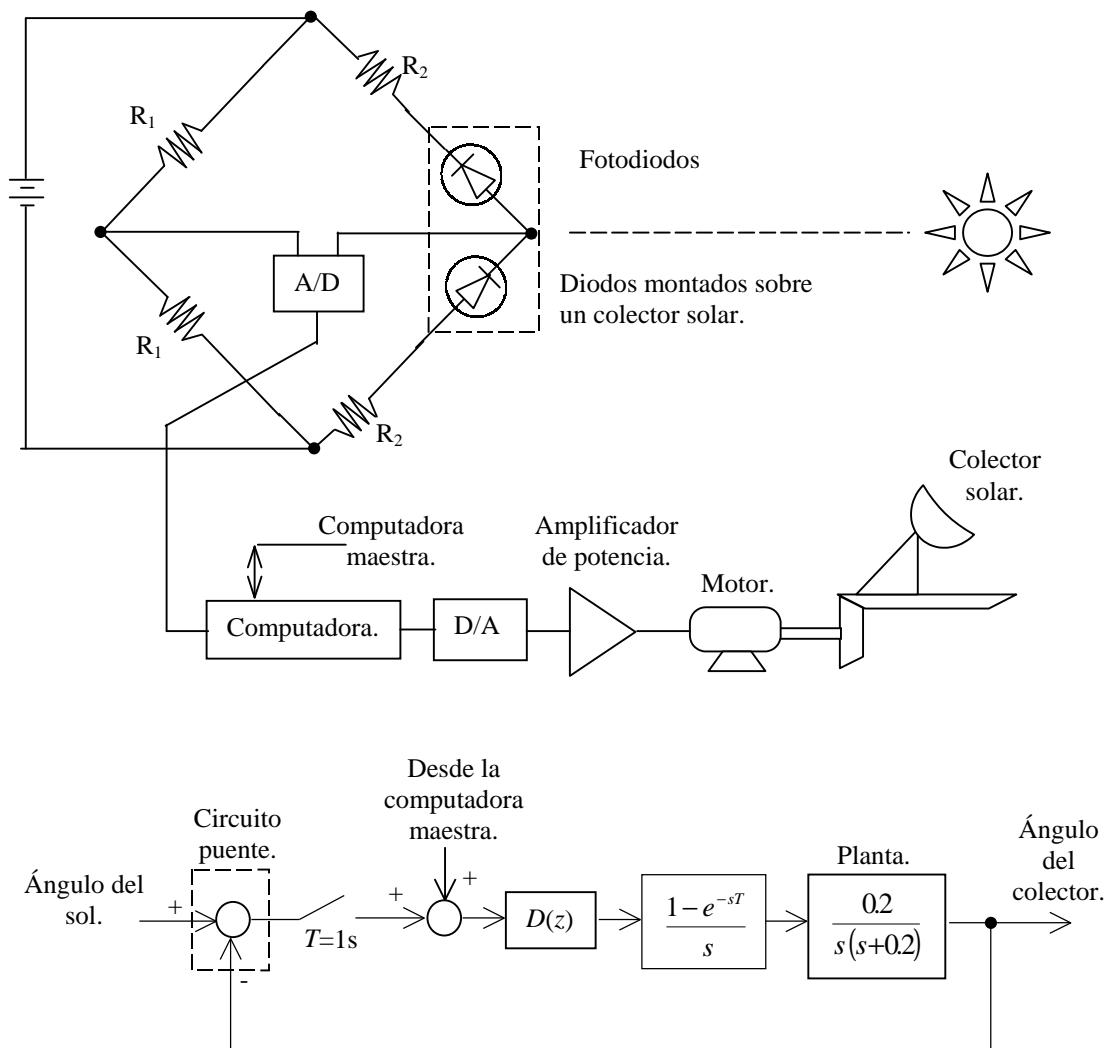 R₂
R₁
Fotodiodos
A/D
Diodos montados sobre
un colector solar.
R₁
R₂
Colector
solar.
Computadora
maestra.
Amplificador
de potencia.
Motor.
Computadora.
D/A
Desde la
computadora
maestra.
Circuito
puente.
Planta.
Ángulo
del
colector.
Ángulo del
sol.
+
-
T=1s
+
+
D(z)
1−e^{−sT}
s
0.2
s(s+0.2)